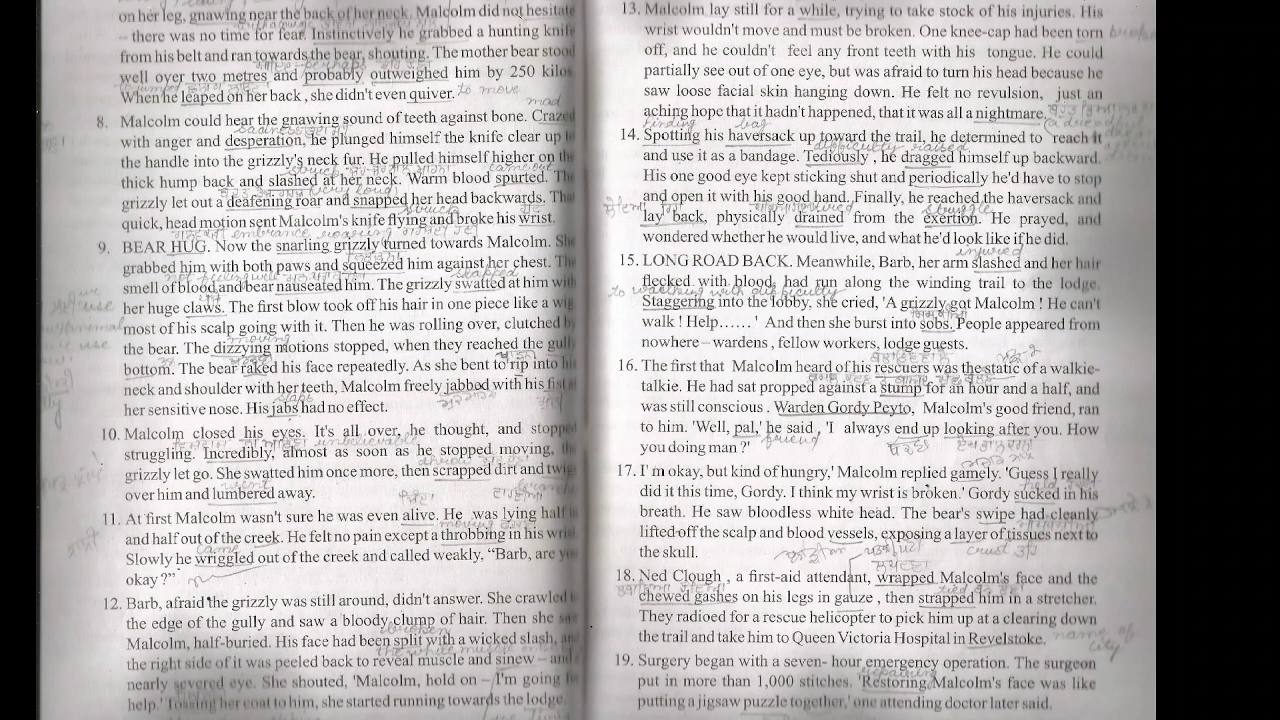 on her leg, gnawing near the back of her neck. Malcolm did not hesitate
– there was no time for fear. Instinctively he grabbed a hunting knife
from his belt and ran towards the bear, shouting. The mother bear stood
well over two metres and probably outweighed him by 250 kilos
When he leaped on her back , she didn't even quiver.
to move
mad
8. Malcolm could hear the gnawing sound of teeth against bone. Crazed
with anger and desperation, he plunged himself the knife clear up to
the handle into the grizzly's neck fur. He pulled himself higher on the
thick hump back and slashed at her neck. Warm blood spurted. The
grizzly let out a deafening roar and snapped her head backwards. The
quick, head motion sent Malcolm's knife flying and broke his wrist.
9. BEAR HUG. Now the snarling grizzly turned towards Malcolm. She
grabbed him with both paws and squeezed him against her chest. The
smell of blood and bear nauseated him. The grizzly swatted at him with
her huge claws. The first blow took off his hair in one piece like a wig
most of his scalp going with it. Then he was rolling over, clutched by
the bear. The dizzying motions stopped, when they reached the gully
bottom. The bear raked his face repeatedly. As she bent to rip into his
neck and shoulder with her teeth, Malcolm freely jabbed with his fist at
her sensitive nose. His jabs had no effect.
10. Malcolm closed his eyes. It's all over, he thought, and stopped
struggling. Incredibly, almost as soon as he stopped moving, the
grizzly let go. She swatted him once more, then scrapped dirt and twigs
over him and lumbered away.
11. At first Malcolm wasn't sure he was even alive. He was lying half in
and half out of the creek. He felt no pain except a throbbing in his wrist
Slowly he wriggled out of the creek and called weakly, “Barb, are you
okay?”
12. Barb, afraid the grizzly was still around, didn't answer. She crawled to
the edge of the gully and saw a bloody clump of hair. Then she saw
Malcolm, half-buried. His face had been split with a wicked slash, and
the right side of it was peeled back to reveal muscle and sinew – and
nearly severed eye. She shouted, 'Malcolm, hold on – I'm going for
help.' Tossing her coat to him, she started running towards the lodge.
13. Malcolm lay still for a while, trying to take stock of his injuries. His
wrist wouldn't move and must be broken. One knee-cap had been torn
off, and he couldn't feel any front teeth with his tongue. He could
partially see out of one eye, but was afraid to turn his head because he
saw loose facial skin hanging down. He felt no revulsion, just an
aching hope that it hadn't happened, that it was all a nightmare.
14. Spotting his haversack up toward the trail, he determined to reach it
and use it as a bandage. Tediously , he dragged himself up backward.
His one good eye kept sticking shut and periodically he'd have to stop
and open it with his good hand. Finally, he reached the haversack and
lay back, physically drained from the exertion. He prayed, and
wondered whether he would live, and what he'd look like if he did.
15. LONG ROAD BACK. Meanwhile, Barb, her arm slashed and her hair
flecked with blood, had run along the winding trail to the lodge.
Staggering into the lobby, she cried, 'A grizzly got Malcolm ! He can't
walk ! Help...... ' And then she burst into sobs. People appeared from
nowhere – wardens , fellow workers, lodge guests.
16. The first that Malcolm heard of his rescuers was the static of a walkie-
talkie. He had sat propped against a stump for an hour and a half, and
was still conscious . Warden Gordy Peyto, Malcolm's good friend, ran
to him. 'Well, pal,' he said , 'I always end up looking after you. How
you doing man ?'
friend
17. I'm okay, but kind of hungry,' Malcolm replied gamely. 'Guess I really
did it this time, Gordy. I think my wrist is broken.' Gordy sucked in his
breath. He saw bloodless white head. The bear's swipe had cleanly
lifted-off the scalp and blood vessels, exposing a layer of tissues next to
the skull.
18. Ned Clough , a first-aid attendant, wrapped Malcolm's face and the
chewed gashes on his legs in gauze , then strapped him in a stretcher.
They radioed for a rescue helicopter to pick him up at a clearing down
the trail and take him to Queen Victoria Hospital in Revelstoke.
name of
city
19. Surgery began with a seven- hour emergency operation. The surgeon
put in more than 1,000 stitches. 'Restoring Malcolm's face was like
putting a jigsaw puzzle together,' one attending doctor later said.